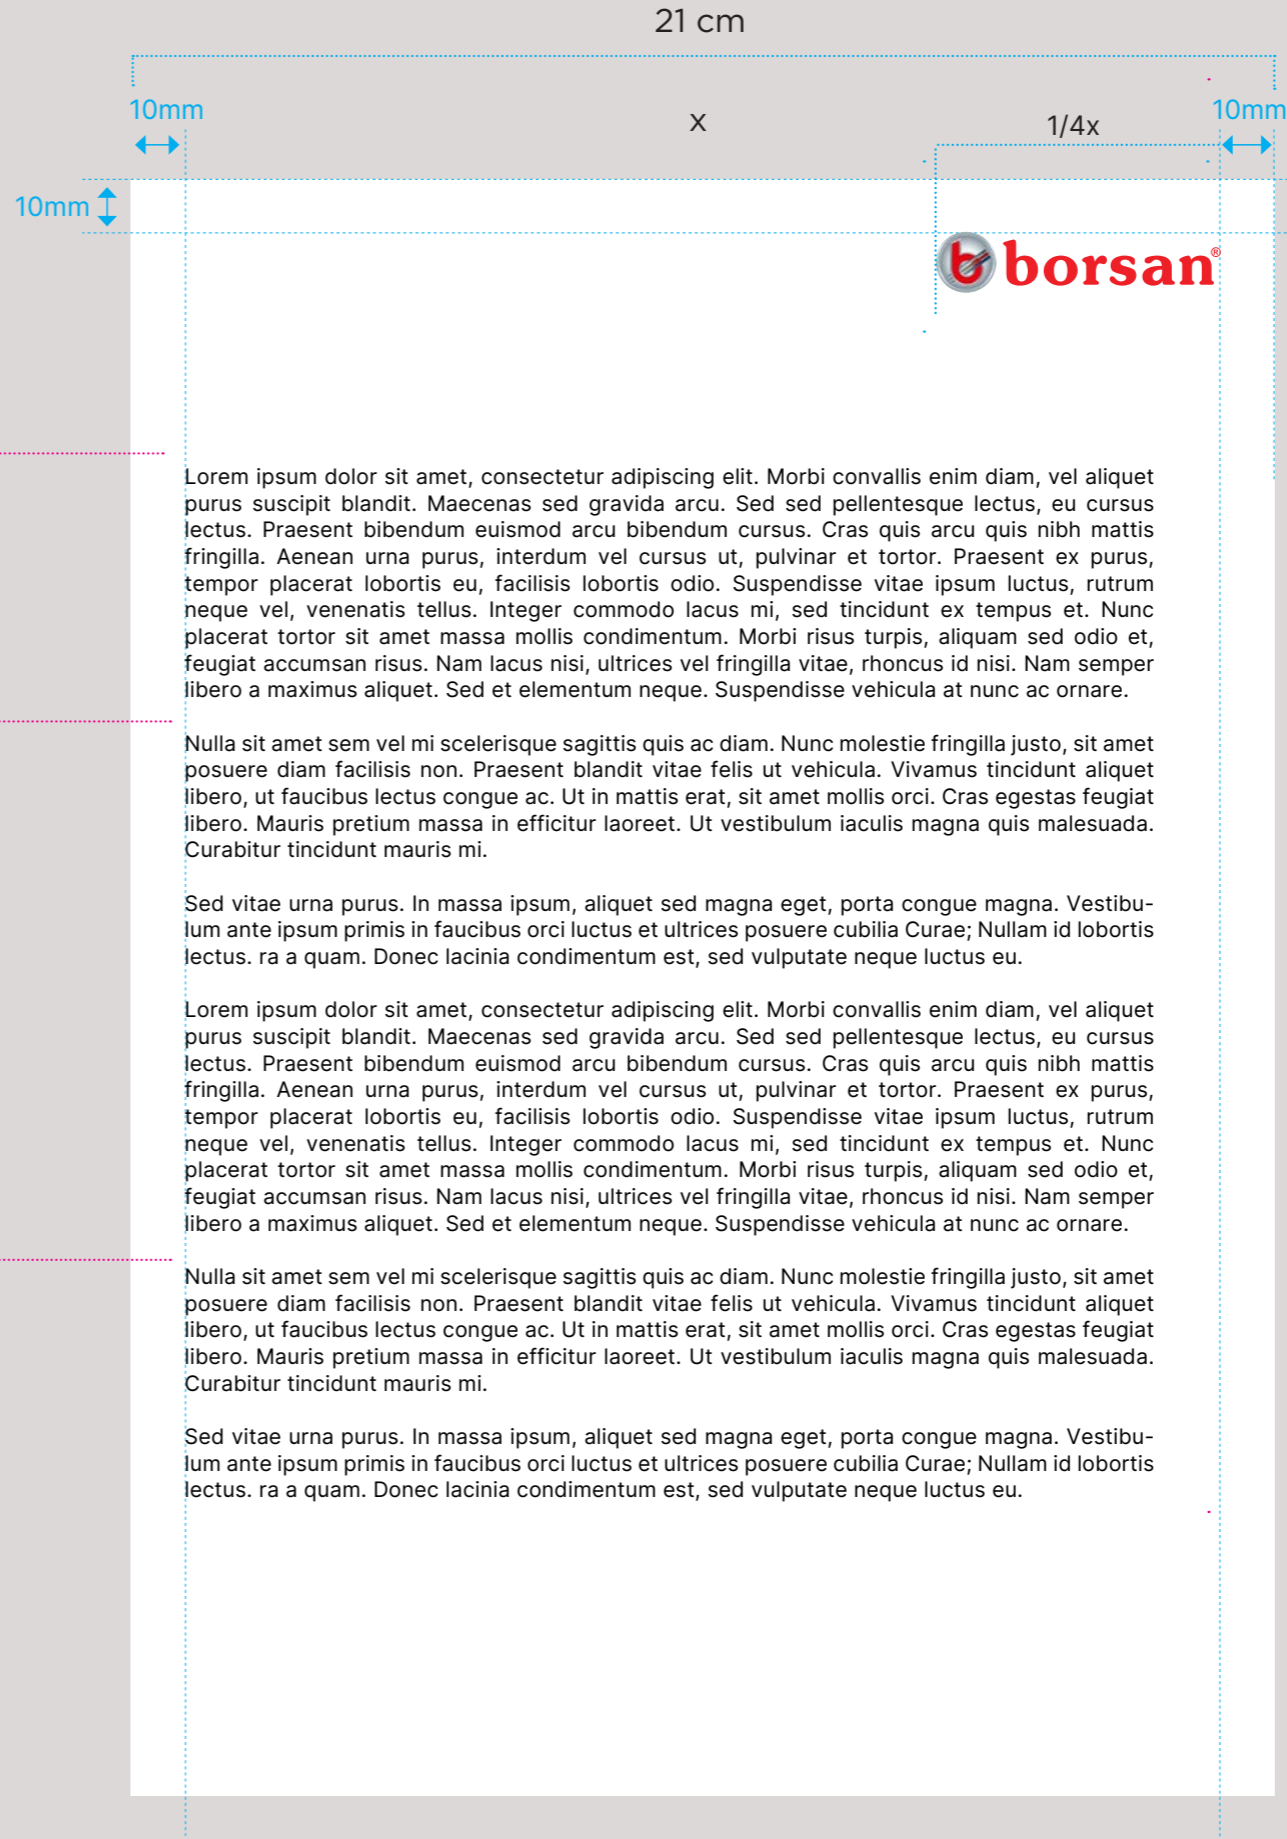 21 cm
10mm
x
1/4x
10mm
10mm
b borsan®
Lorem ipsum dolor sit amet, consectetur adipiscing elit. Morbi convallis enim diam, vel aliquet
purus suscipit blandit. Maecenas sed gravida arcu. Sed sed pellentesque lectus, eu cursus
lectus. Praesent bibendum euismod arcu bibendum cursus. Cras quis arcu quis nibh mattis
fringilla. Aenean urna purus, interdum vel cursus ut, pulvinar et tortor. Praesent ex purus,
tempor placerat lobortis eu, facilisis lobortis odio. Suspendisse vitae ipsum luctus, rutrum
neque vel, venenatis tellus. Integer commodo lacus mi, sed tincidunt ex tempus et. Nunc
placerat tortor sit amet massa mollis condimentum. Morbi risus turpis, aliquam sed odio et,
feugiat accumsan risus. Nam lacus nisi, ultrices vel fringilla vitae, rhoncus id nisi. Nam semper
libero a maximus aliquet. Sed et elementum neque. Suspendisse vehicula at nunc ac ornare.
Nulla sit amet sem vel mi scelerisque sagittis quis ac diam. Nunc molestie fringilla justo, sit amet
posuere diam facilisis non. Praesent blandit vitae felis ut vehicula. Vivamus tincidunt aliquet
libero, ut faucibus lectus congue ac. Ut in mattis erat, sit amet mollis orci. Cras egestas feugiat
libero. Mauris pretium massa in efficitur laoreet. Ut vestibulum iaculis magna quis malesuada.
Curabitur tincidunt mauris mi.
Sed vitae urna purus. In massa ipsum, aliquet sed magna eget, porta congue magna. Vestibu-
lum ante ipsum primis in faucibus orci luctus et ultrices posuere cubilia Curae; Nullam id lobortis
lectus. ra a quam. Donec lacinia condimentum est, sed vulputate neque luctus eu.
Lorem ipsum dolor sit amet, consectetur adipiscing elit. Morbi convallis enim diam, vel aliquet
purus suscipit blandit. Maecenas sed gravida arcu. Sed sed pellentesque lectus, eu cursus
lectus. Praesent bibendum euismod arcu bibendum cursus. Cras quis arcu quis nibh mattis
fringilla. Aenean urna purus, interdum vel cursus ut, pulvinar et tortor. Praesent ex purus,
tempor placerat lobortis eu, facilisis lobortis odio. Suspendisse vitae ipsum luctus, rutrum
neque vel, venenatis tellus. Integer commodo lacus mi, sed tincidunt ex tempus et. Nunc
placerat tortor sit amet massa mollis condimentum. Morbi risus turpis, aliquam sed odio et,
feugiat accumsan risus. Nam lacus nisi, ultrices vel fringilla vitae, rhoncus id nisi. Nam semper
libero a maximus aliquet. Sed et elementum neque. Suspendisse vehicula at nunc ac ornare.
Nulla sit amet sem vel mi scelerisque sagittis quis ac diam. Nunc molestie fringilla justo, sit amet
posuere diam facilisis non. Praesent blandit vitae felis ut vehicula. Vivamus tincidunt aliquet
libero, ut faucibus lectus congue ac. Ut in mattis erat, sit amet mollis orci. Cras egestas feugiat
libero. Mauris pretium massa in efficitur laoreet. Ut vestibulum iaculis magna quis malesuada.
Curabitur tincidunt mauris mi.
Sed vitae urna purus. In massa ipsum, aliquet sed magna eget, porta congue magna. Vestibu-
lum ante ipsum primis in faucibus orci luctus et ultrices posuere cubilia Curae; Nullam id lobortis
lectus. ra a quam. Donec lacinia condimentum est, sed vulputate neque luctus eu.